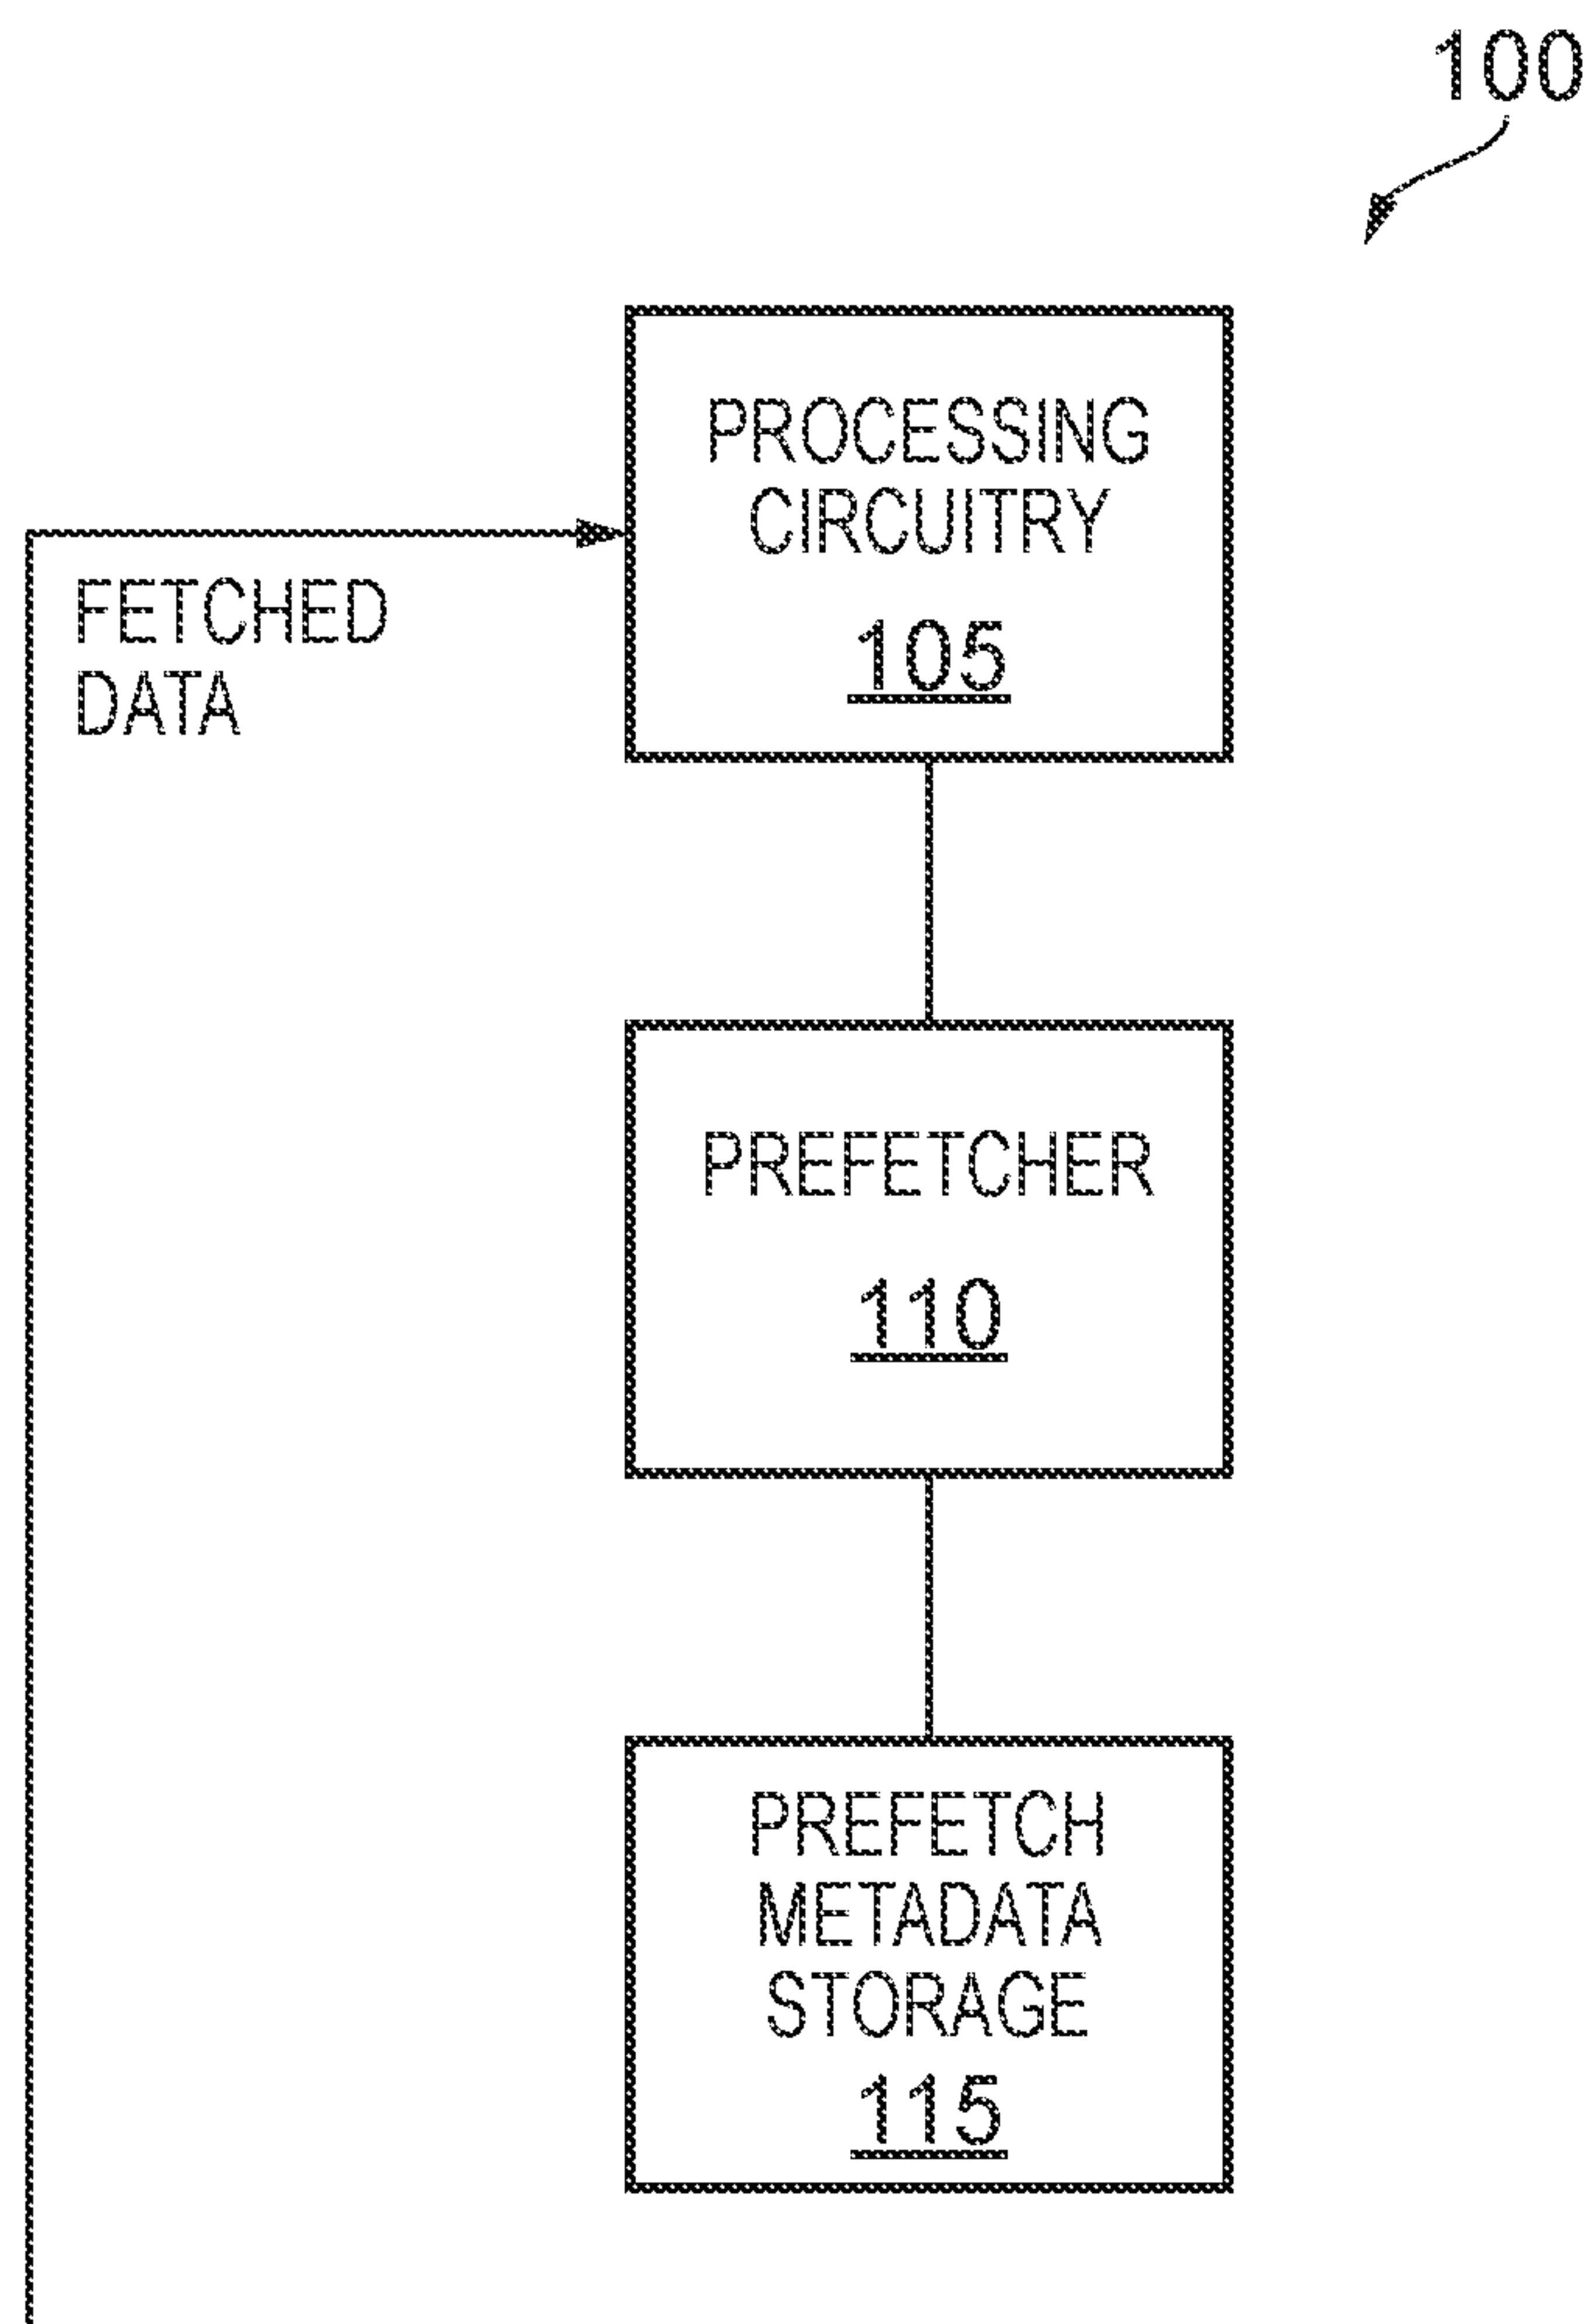 100
PROCESSING
CIRCUITRY
105
FETCHED
DATA
PREFETCHER
110
PREFETCH
METADATA
STORAGE
115